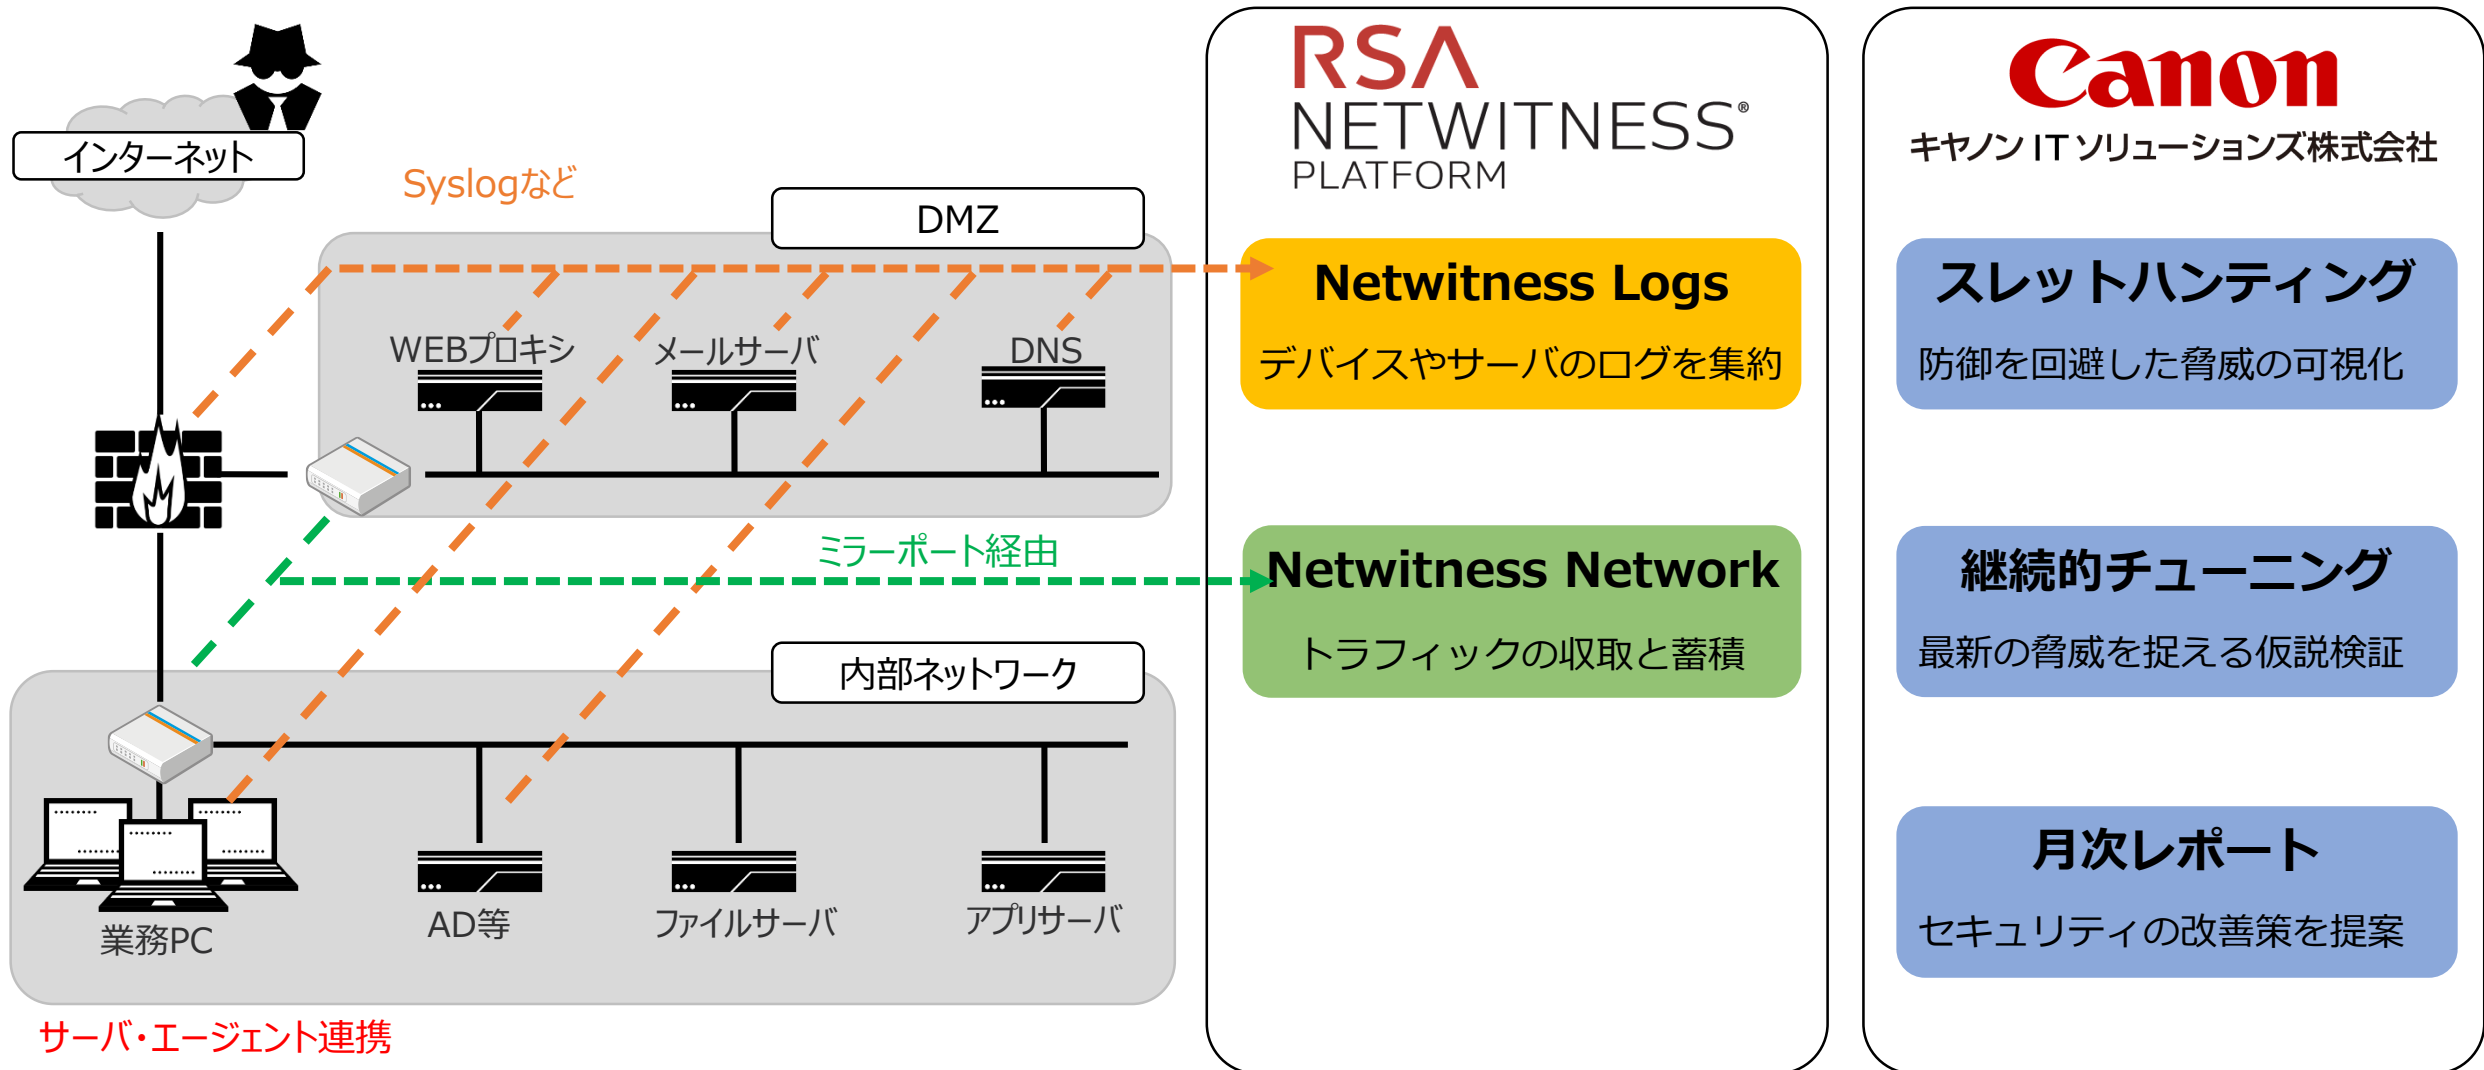 インターネット
Syslogなど
DMZ
WEBプロキシ
メールサーバ
DNS
ミラーポート経由
内部ネットワーク
業務PC
AD等
ファイルサーバ
アプリサーバ
サーバ・エージェント連携
RSA
NETWITNESS®
PLATFORM
Netwitness Logs
デバイスやサーバのログを集約
Netwitness Network
トラフィックの収取と蓄積
Canon
キヤノン IT ソリューションズ株式会社
スレットハンティング
防御を回避した脅威の可視化
継続的チューニング
最新の脅威を捉える仮説検証
月次レポート
セキュリティの改善策を提案